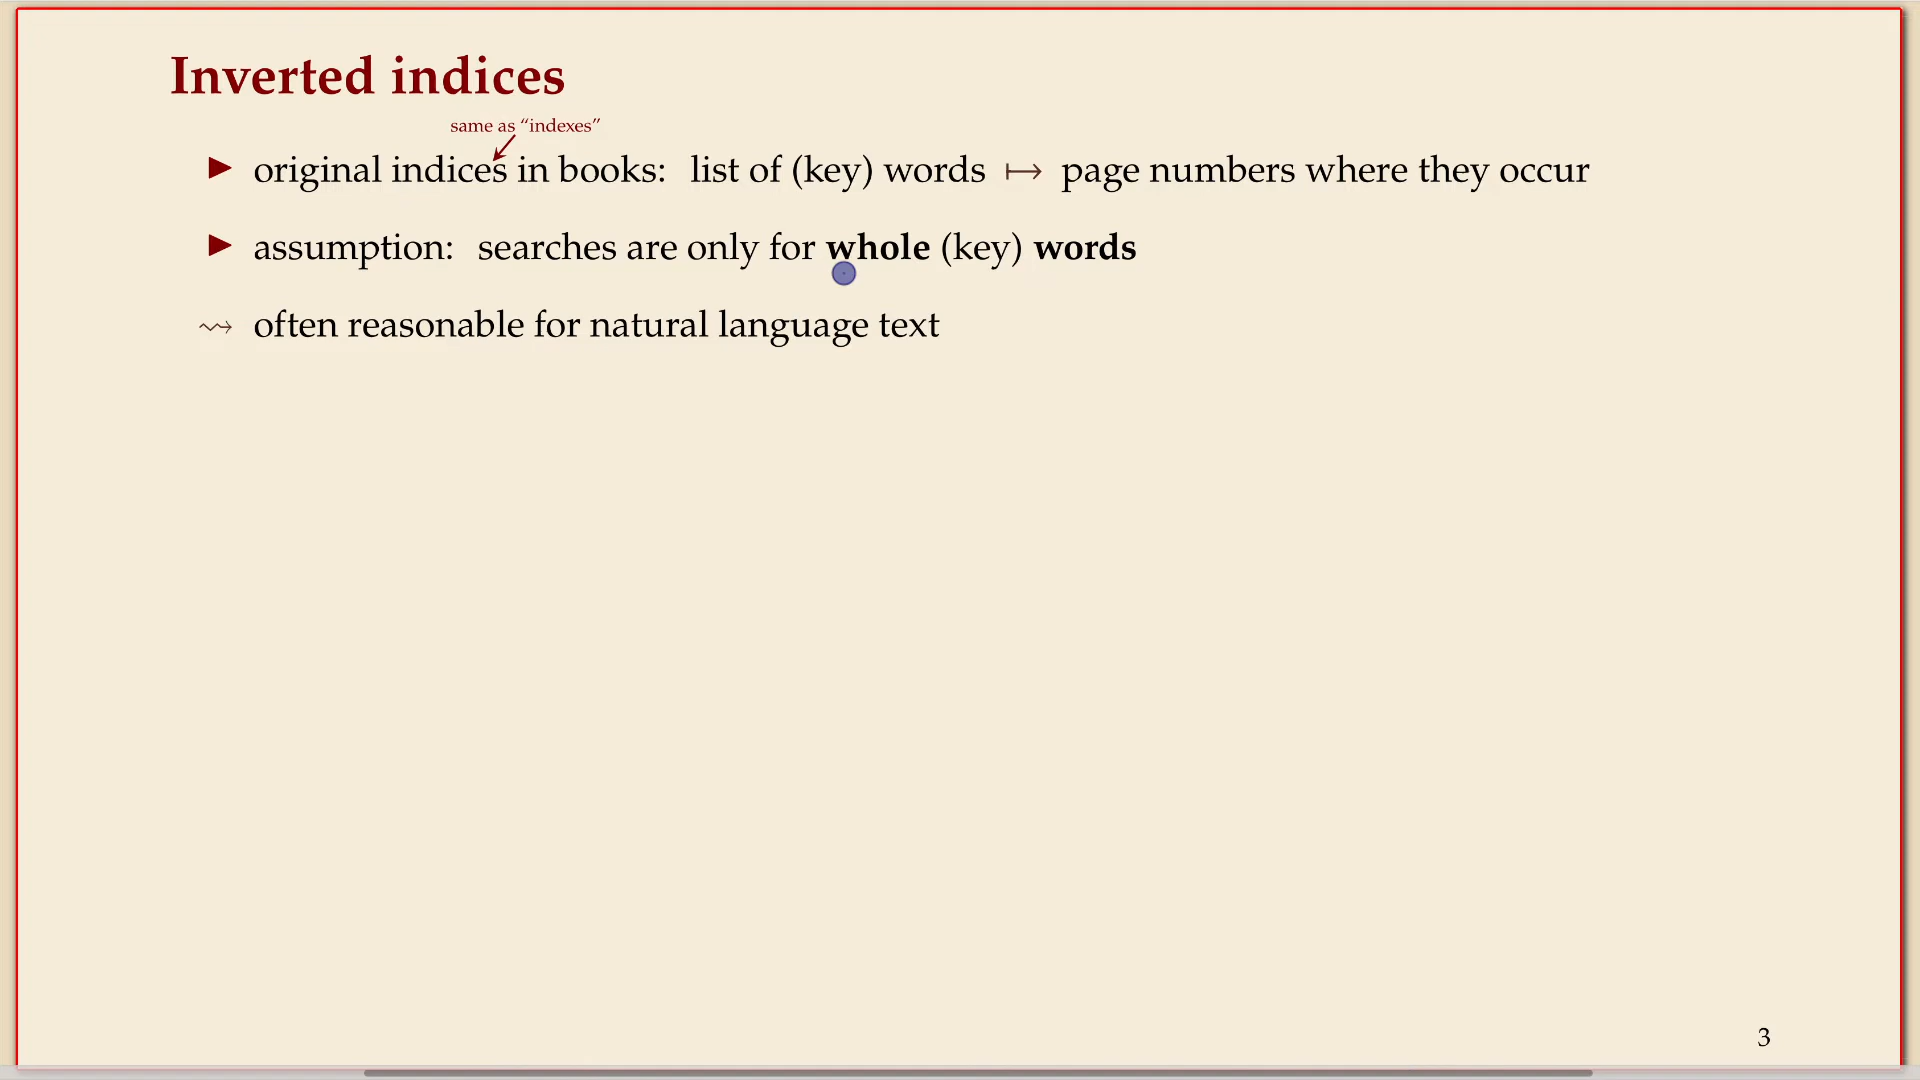 Inverted indices
same as “indexes”
▶ original indices in books: list of (key) words ↦ page numbers where they occur
▶ assumption: searches are only for whole (key) words
⇝ often reasonable for natural language text
3